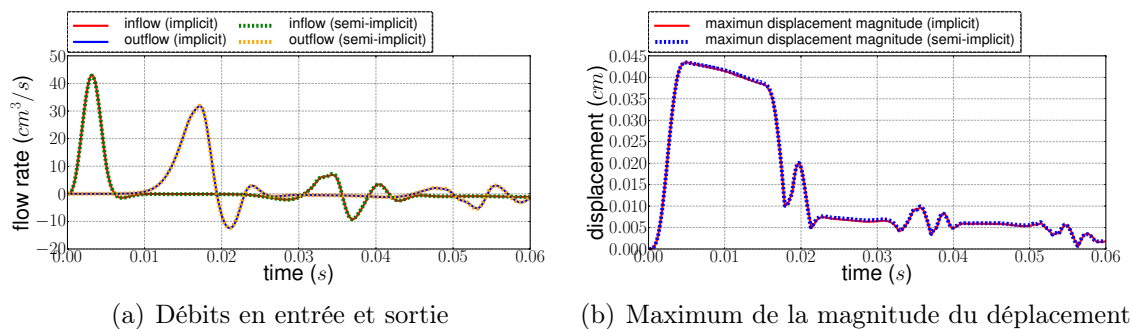 inflow (implicit)
outflow (implicit)
inflow (semi-implicit)
outflow (semi-implicit)
50
40
30
20
10
0
−10
−20
flow rate (cm³/s)
0.00 0.01 0.02 0.03 0.04 0.05 0.06
time (s)
(a) Débits en entrée et sortie
maximun displacement magnitude (implicit)
maximun displacement magnitude (semi-implicit)
0.045
0.040
0.035
0.030
0.025
0.020
0.015
0.010
0.005
0.000
displacement (cm)
0.00 0.01 0.02 0.03 0.04 0.05 0.06
time (s)
(b) Maximum de la magnitude du déplacement